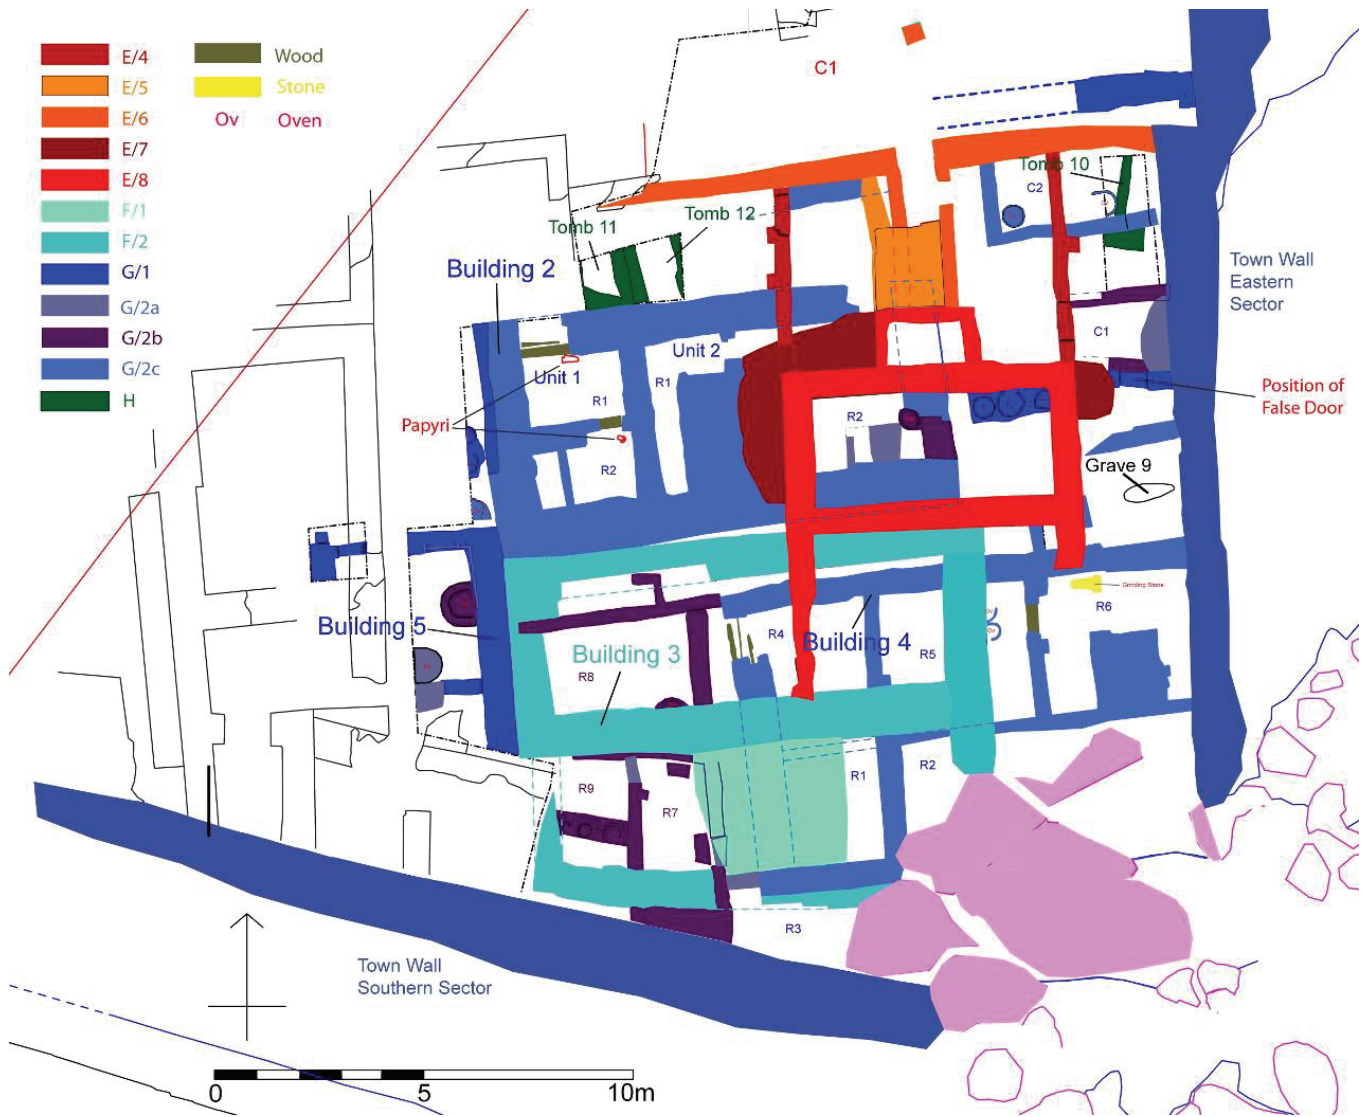 E/4
E/5
E/6
E/7
E/8
F/1
F/2
G/1
G/2a
G/2b
G/2c
H
Wood
Stone
Ov Oven
C1
Tomb 10
C2
Tomb 12
Tomb 11
Building 2
Town Wall
Eastern
Sector
C1
Unit 2
Unit 1
R1
R1
Position of
False Door
Papyri
R2
R2
Grave 9
Grinding Stone
R6
Building 5
R4
Building 4
Building 3
R5
R8
R9
R7
R1
R2
R3
Town Wall
Southern Sector
0 5 10m